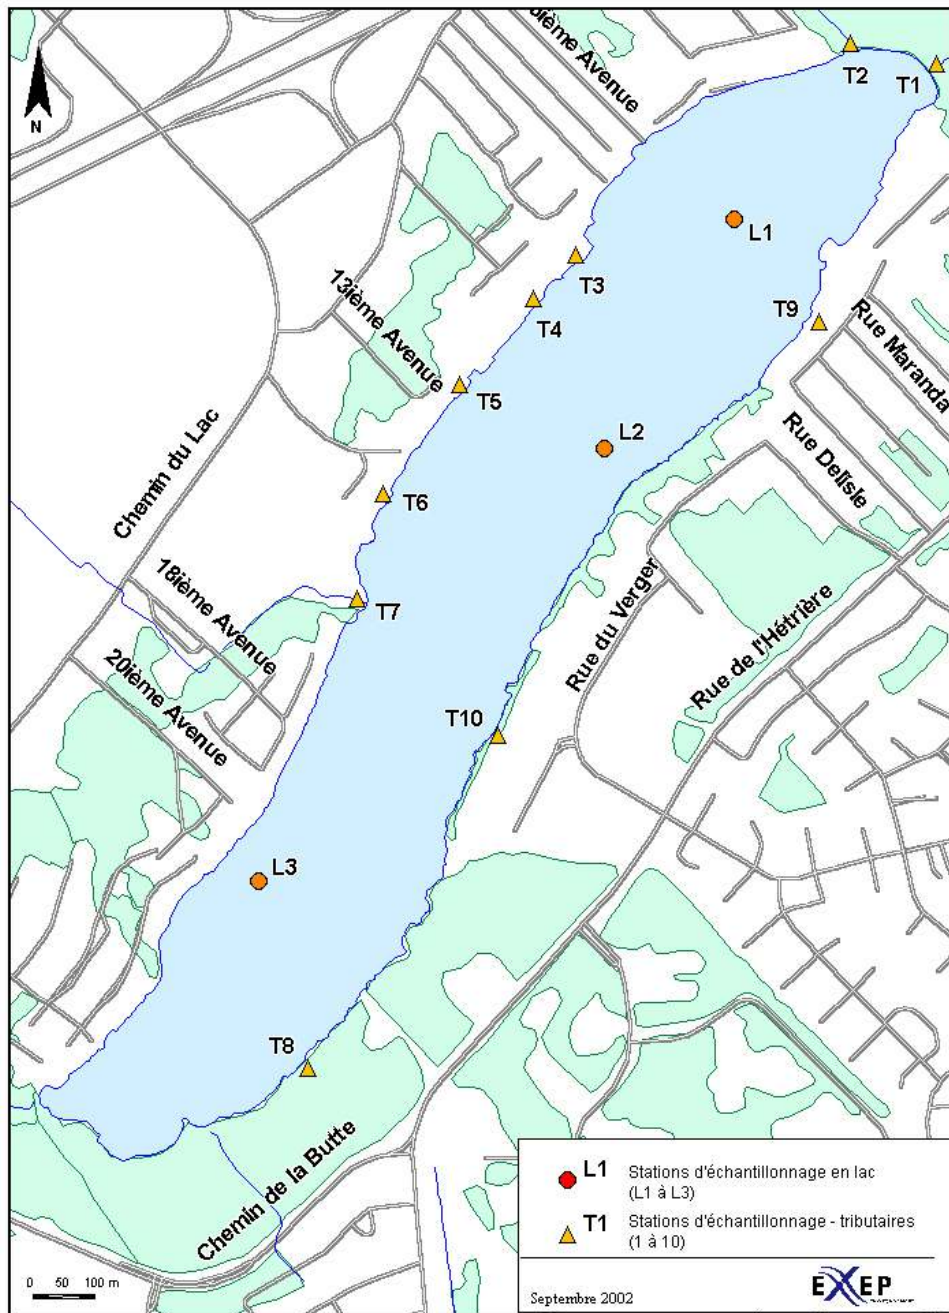 ième Avenue
T2
T1
N
L1
T3
13ième Avenue
T4
T9
Rue Maranda
T5
L2
Chemin du Lac
Rue Delisle
T6
18ième Avenue
T7
Rue du Verger
Rue de l'Hétrière
20ième Avenue
T10
L3
T8
Chemin de la Butte
L1 Stations d'échantillonnage en lac
(L1 à L3)
T1 Stations d'échantillonnage - tributaires
(1 à 10)
0 50 100 m
Septembre 2002
EXEP